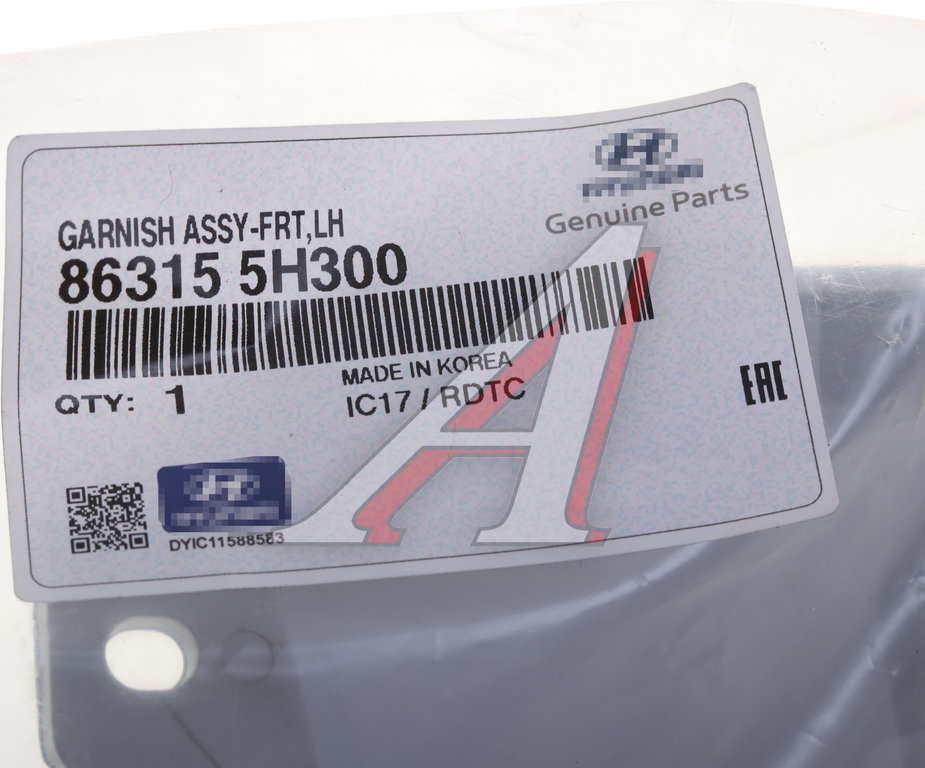 Genuine Parts
GARNISH ASSY-FRT,LH
86315 5H300
MADE IN KOREA
QTY: 1
IC17 / RDTC
EAC
DYIC11588583